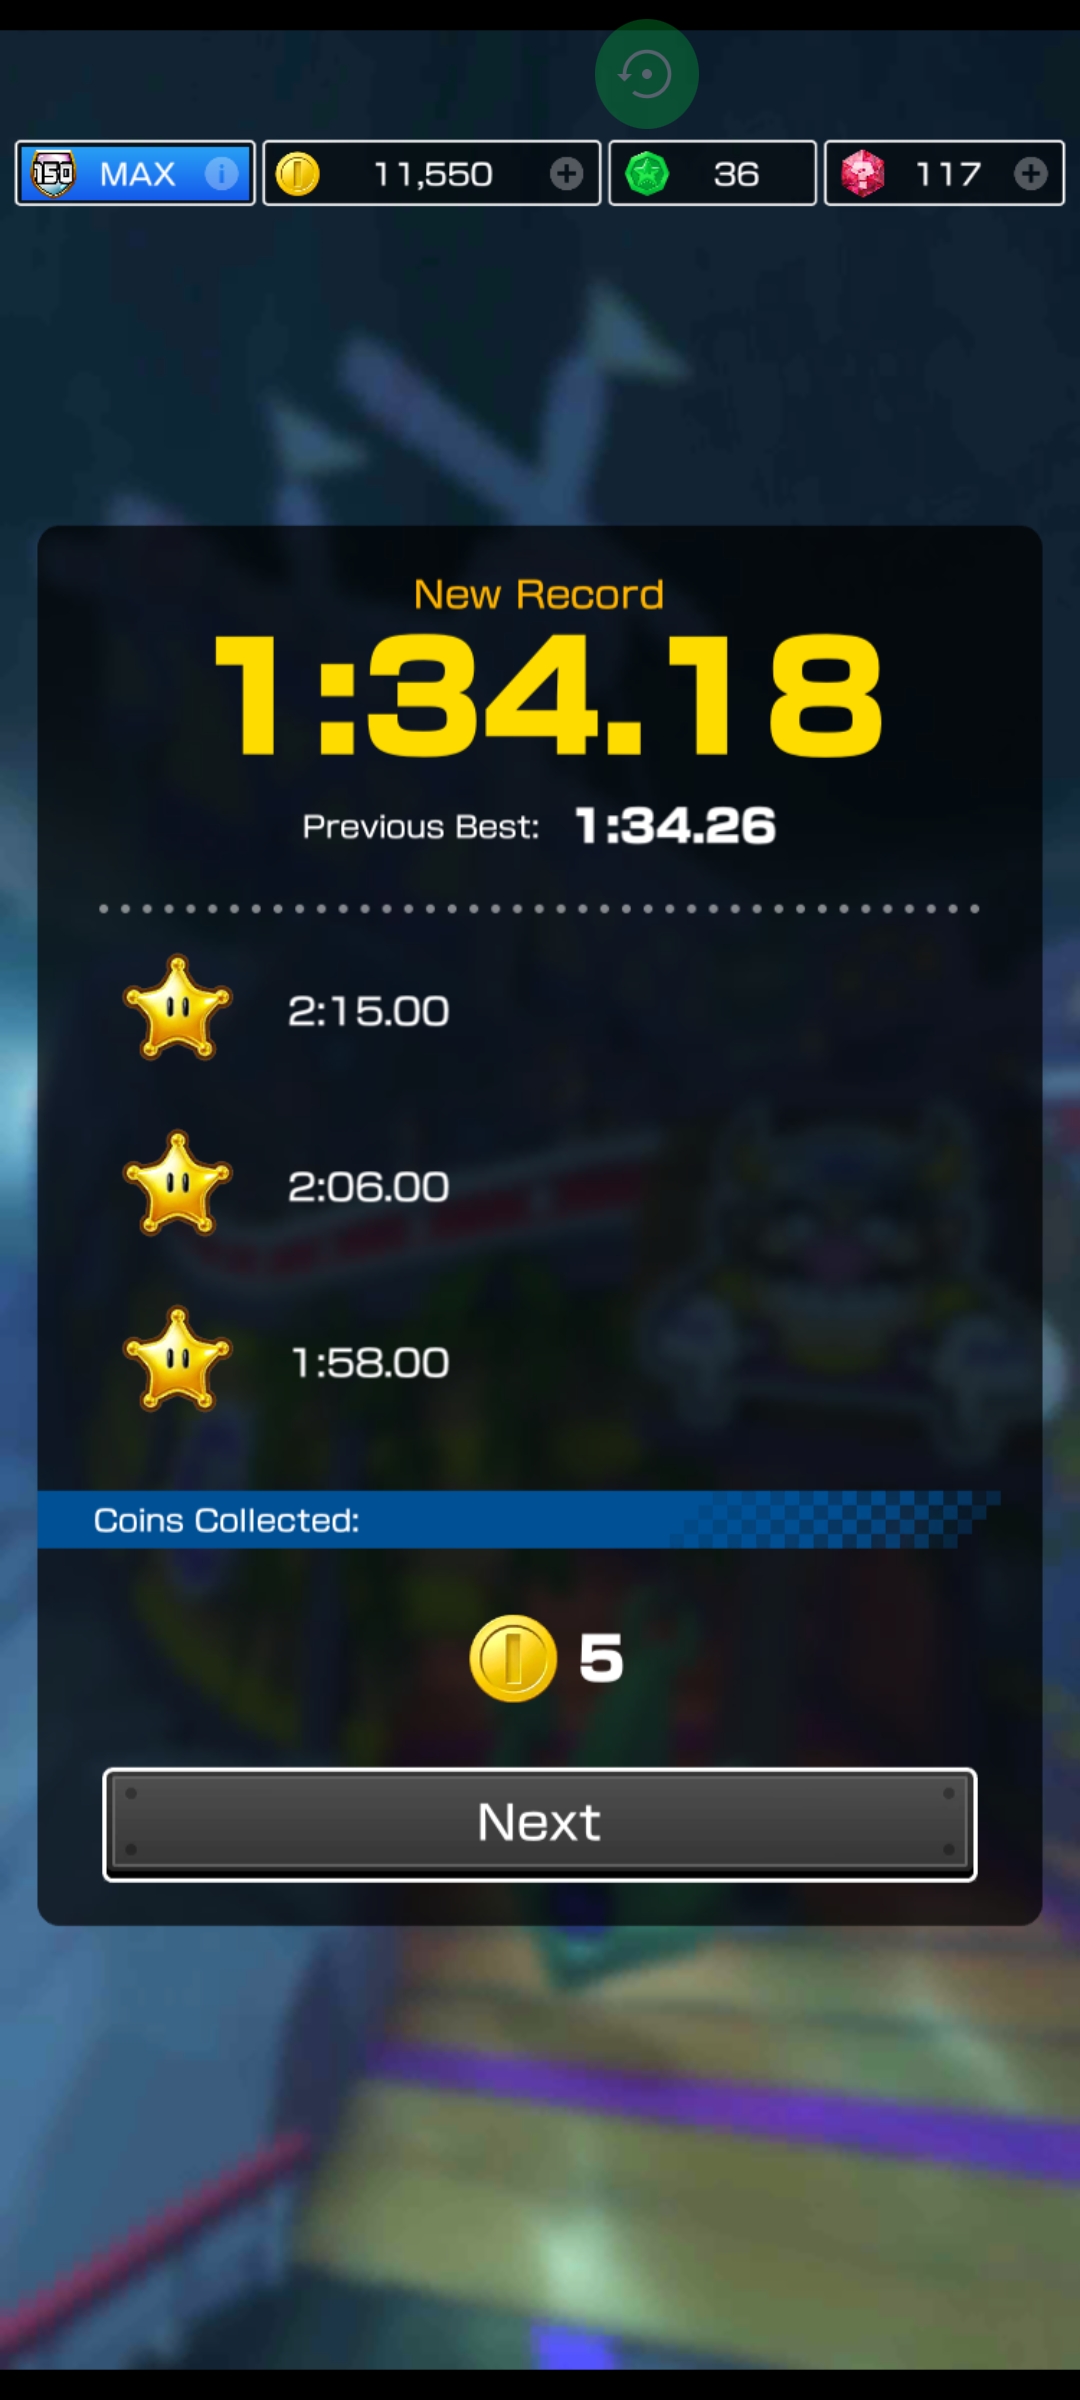 150 MAX i 11,550 + 36 117 +
New Record
1:34.18
Previous Best: 1:34.26
2:15.00
2:06.00
1:58.00
Coins Collected:
5
Next